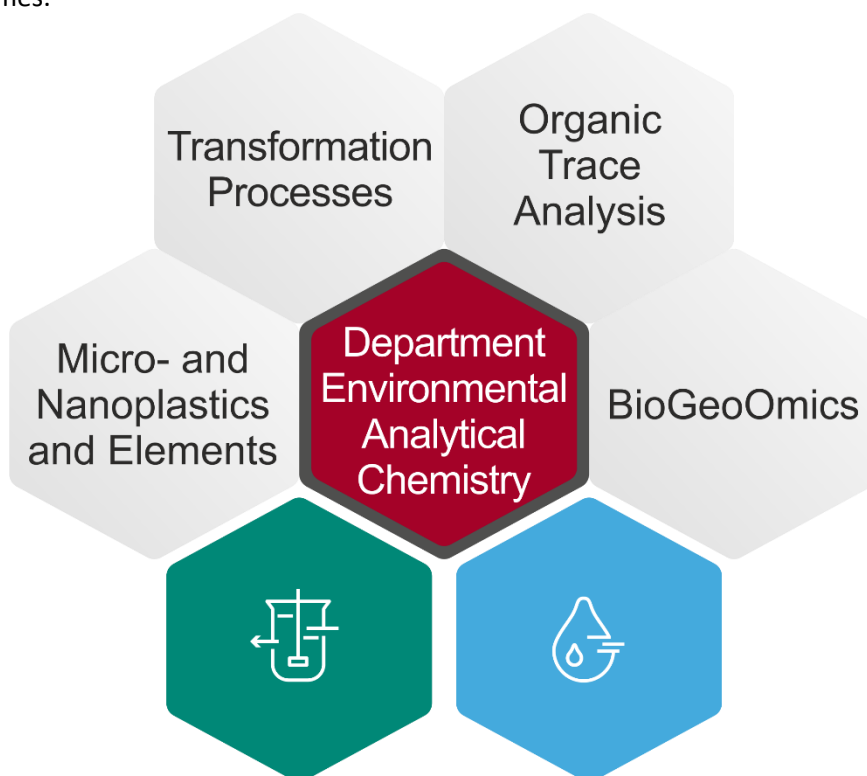 Transformation
Processes
Organic
Trace
Analysis
Micro- and
Nanoplastics
and Elements
Department
Environmental
Analytical
Chemistry
BioGeoOmics